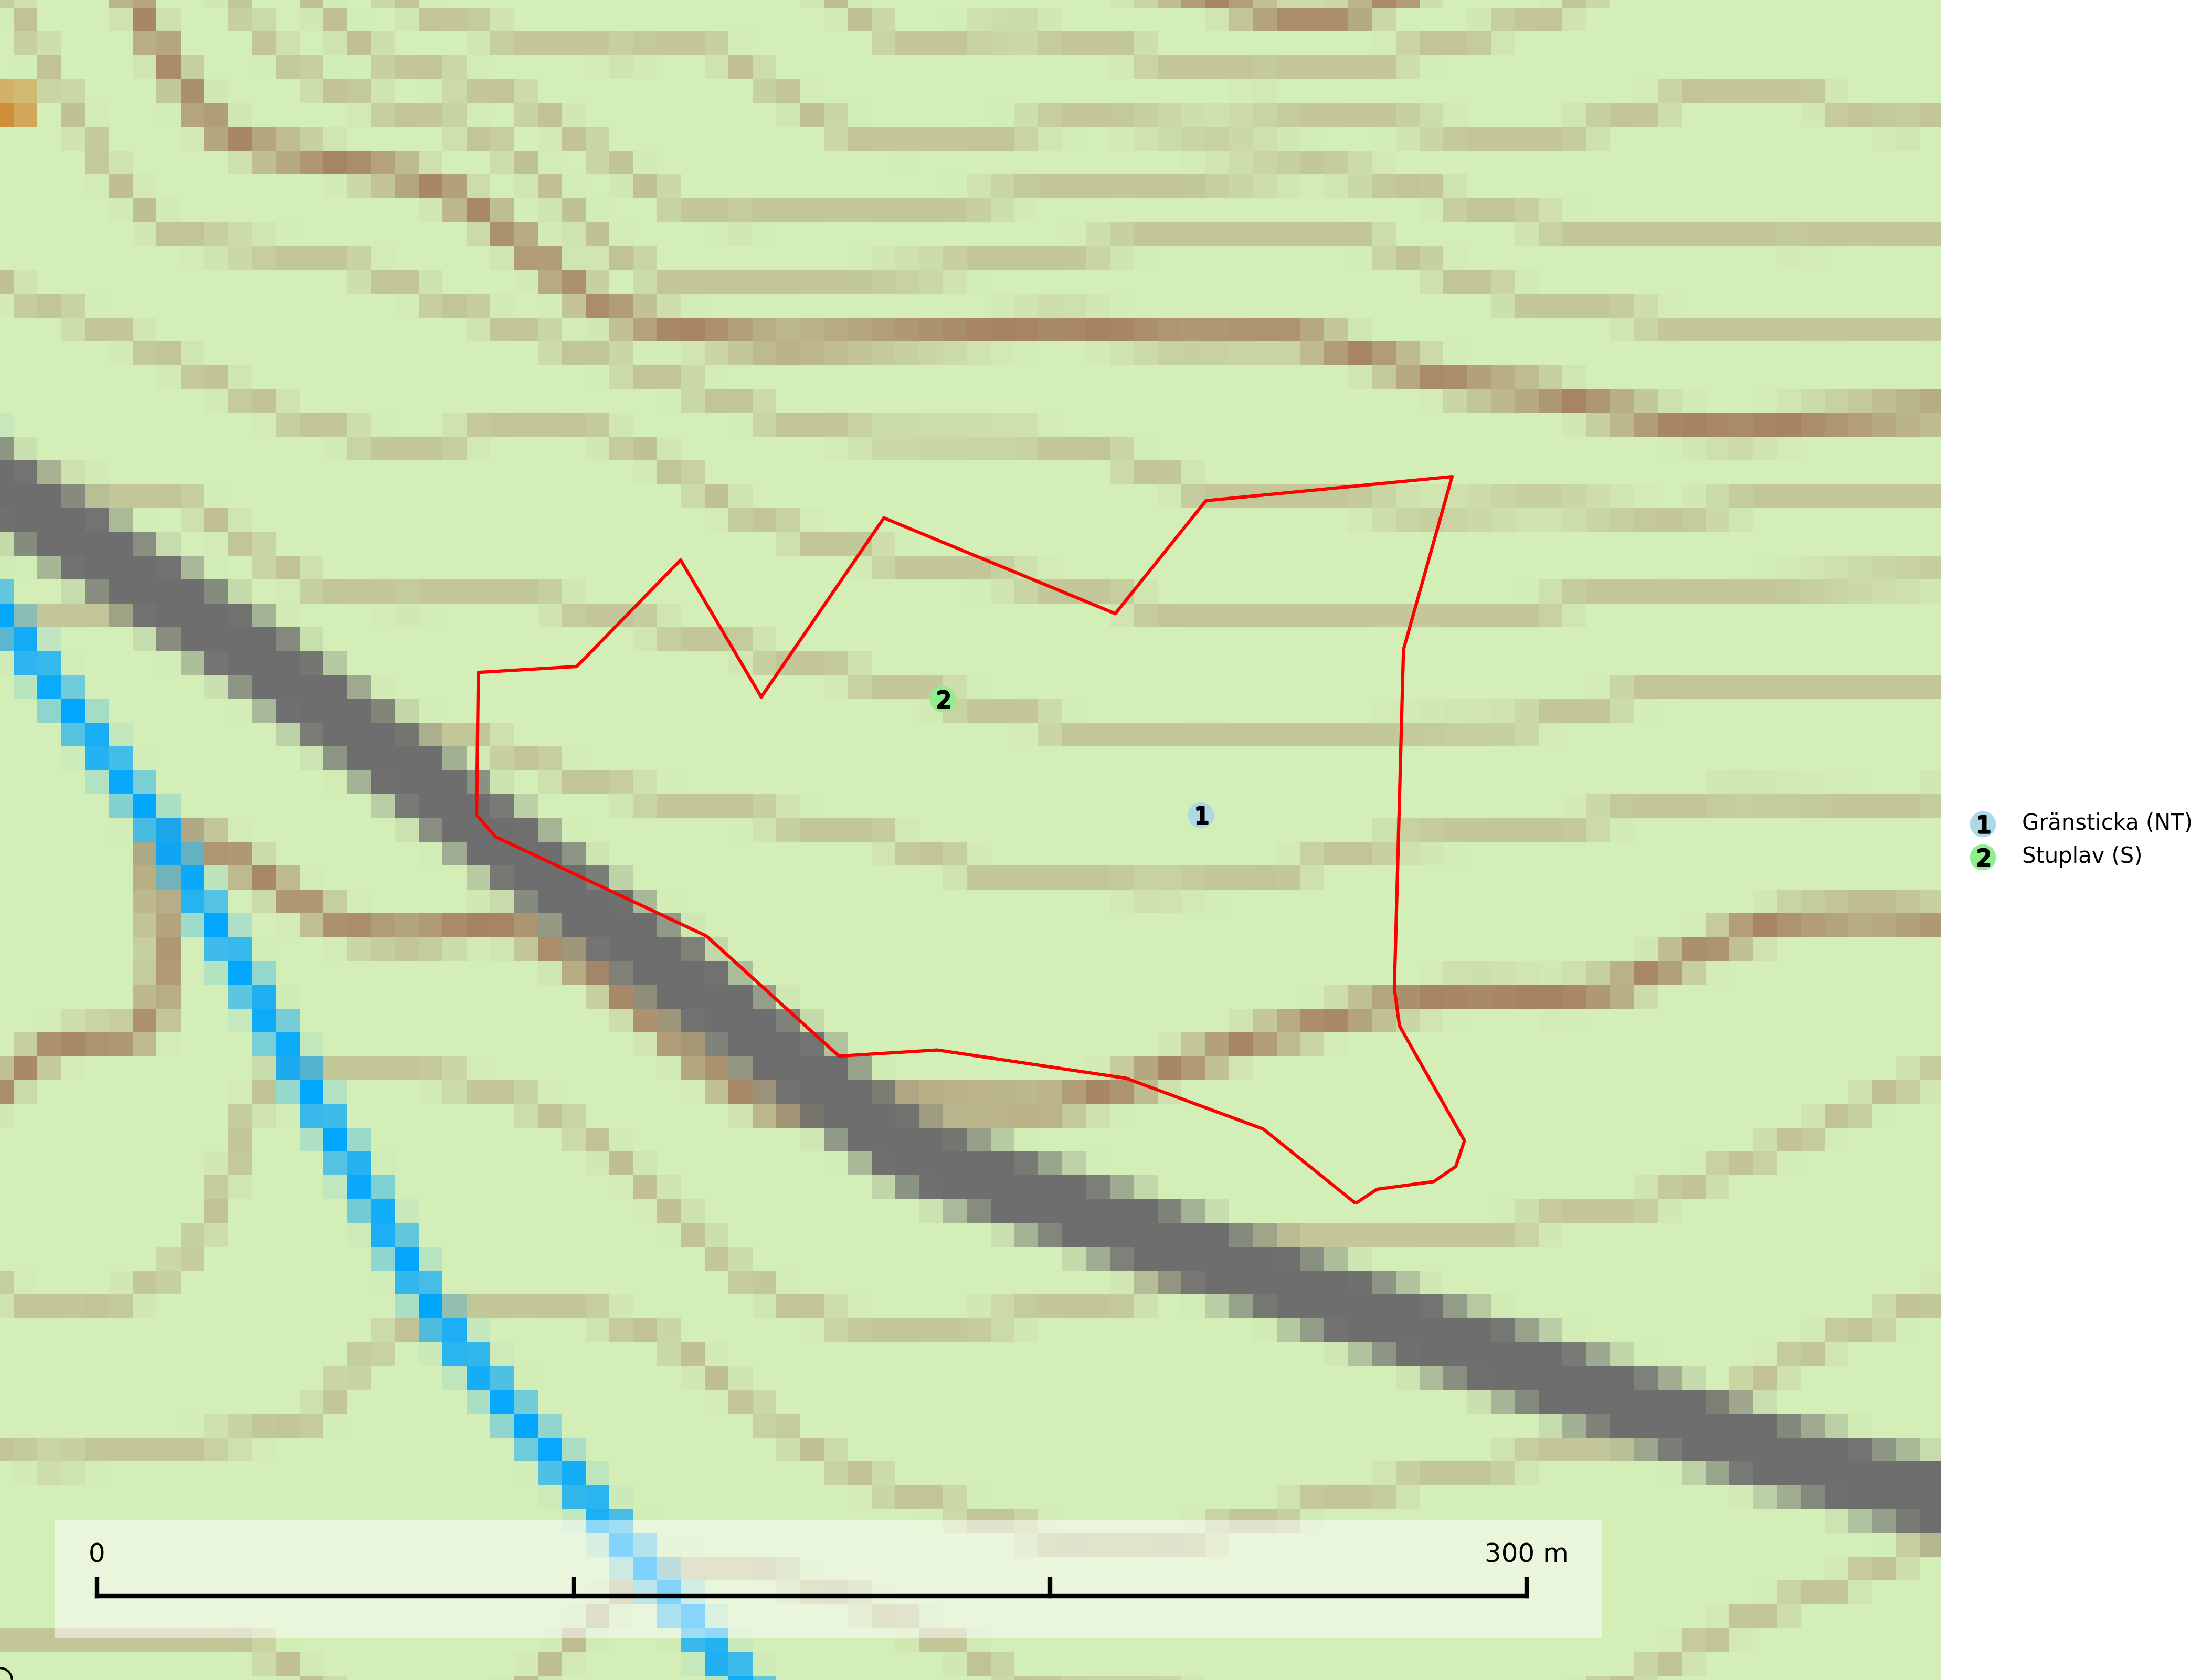 2
1
1 Gränsticka (NT)
2 Stuplav (S)
0 300 m